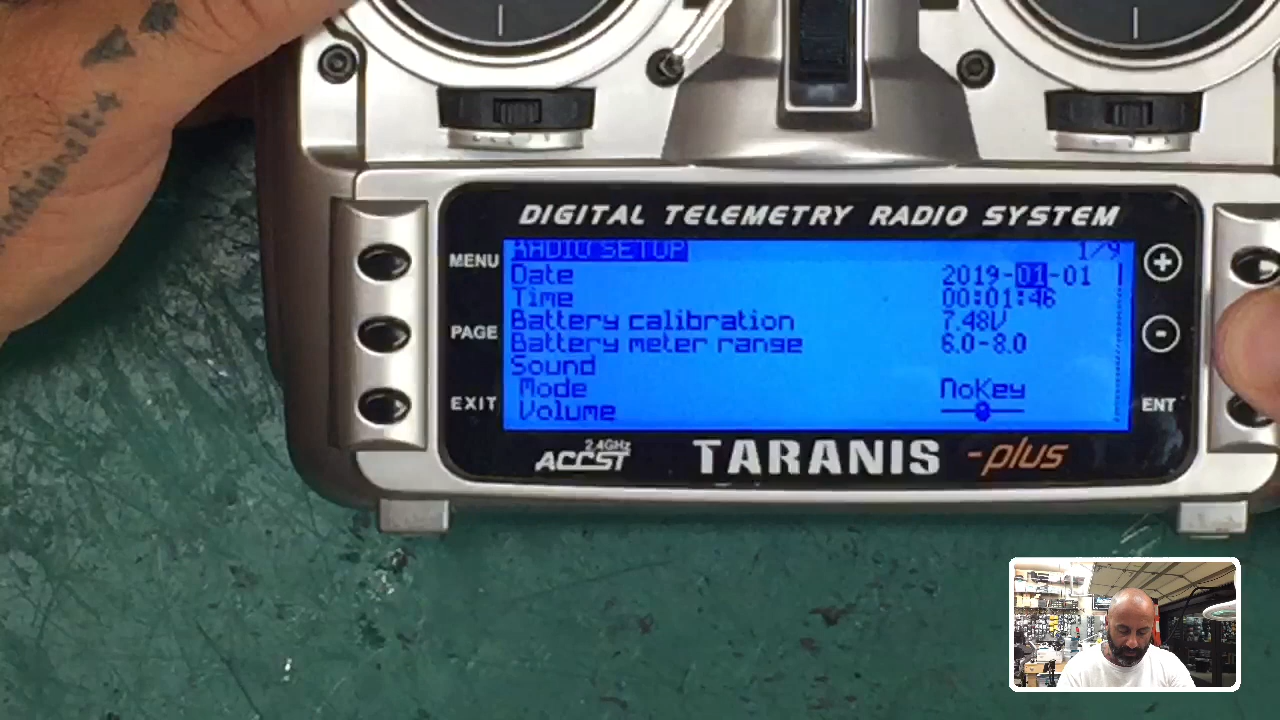 DIGITAL TELEMETRY RADIO SYSTEM
RADIO SETUP 1/9
MENU
Date 2019-01-01
Time 00:01:46
Battery calibration 7.48V
PAGE
Battery meter range 6.0-8.0
Sound
Mode NoKey
EXIT
Volume
ENT
+
-
2.4GHz
ACCST
TARANIS -plus